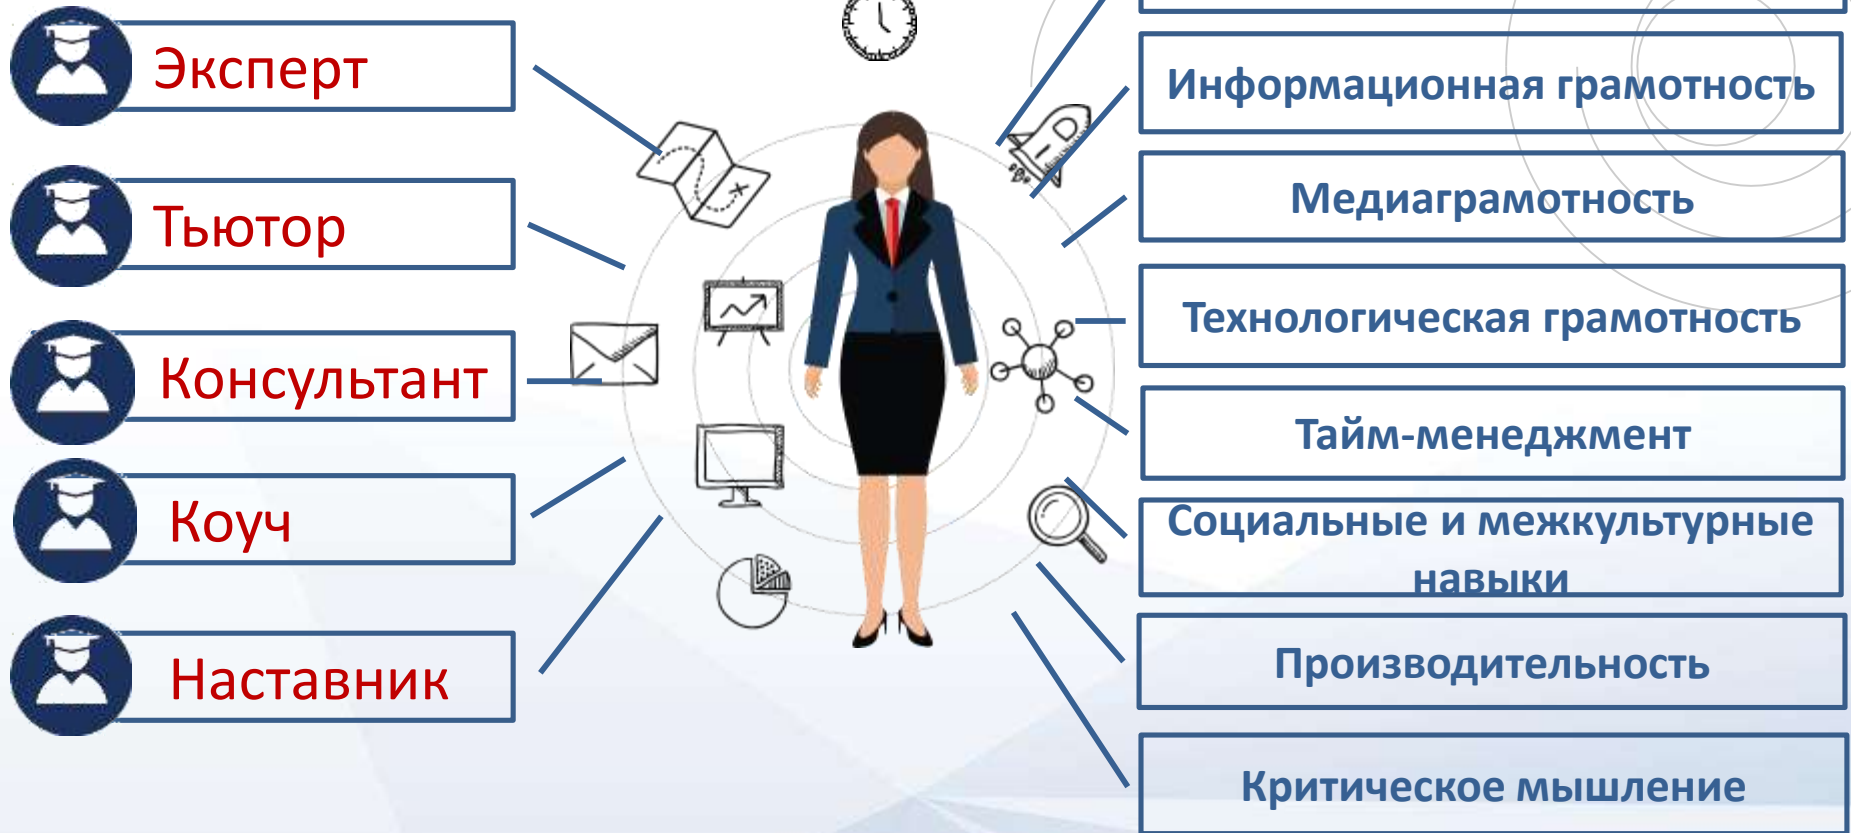 Эксперт
Тьютор
Консультант
Коуч
Наставник
Информационная грамотность
Медиаграмотность
Технологическая грамотность
Тайм-менеджмент
Социальные и межкультурные
навыки
Производительность
Критическое мышление